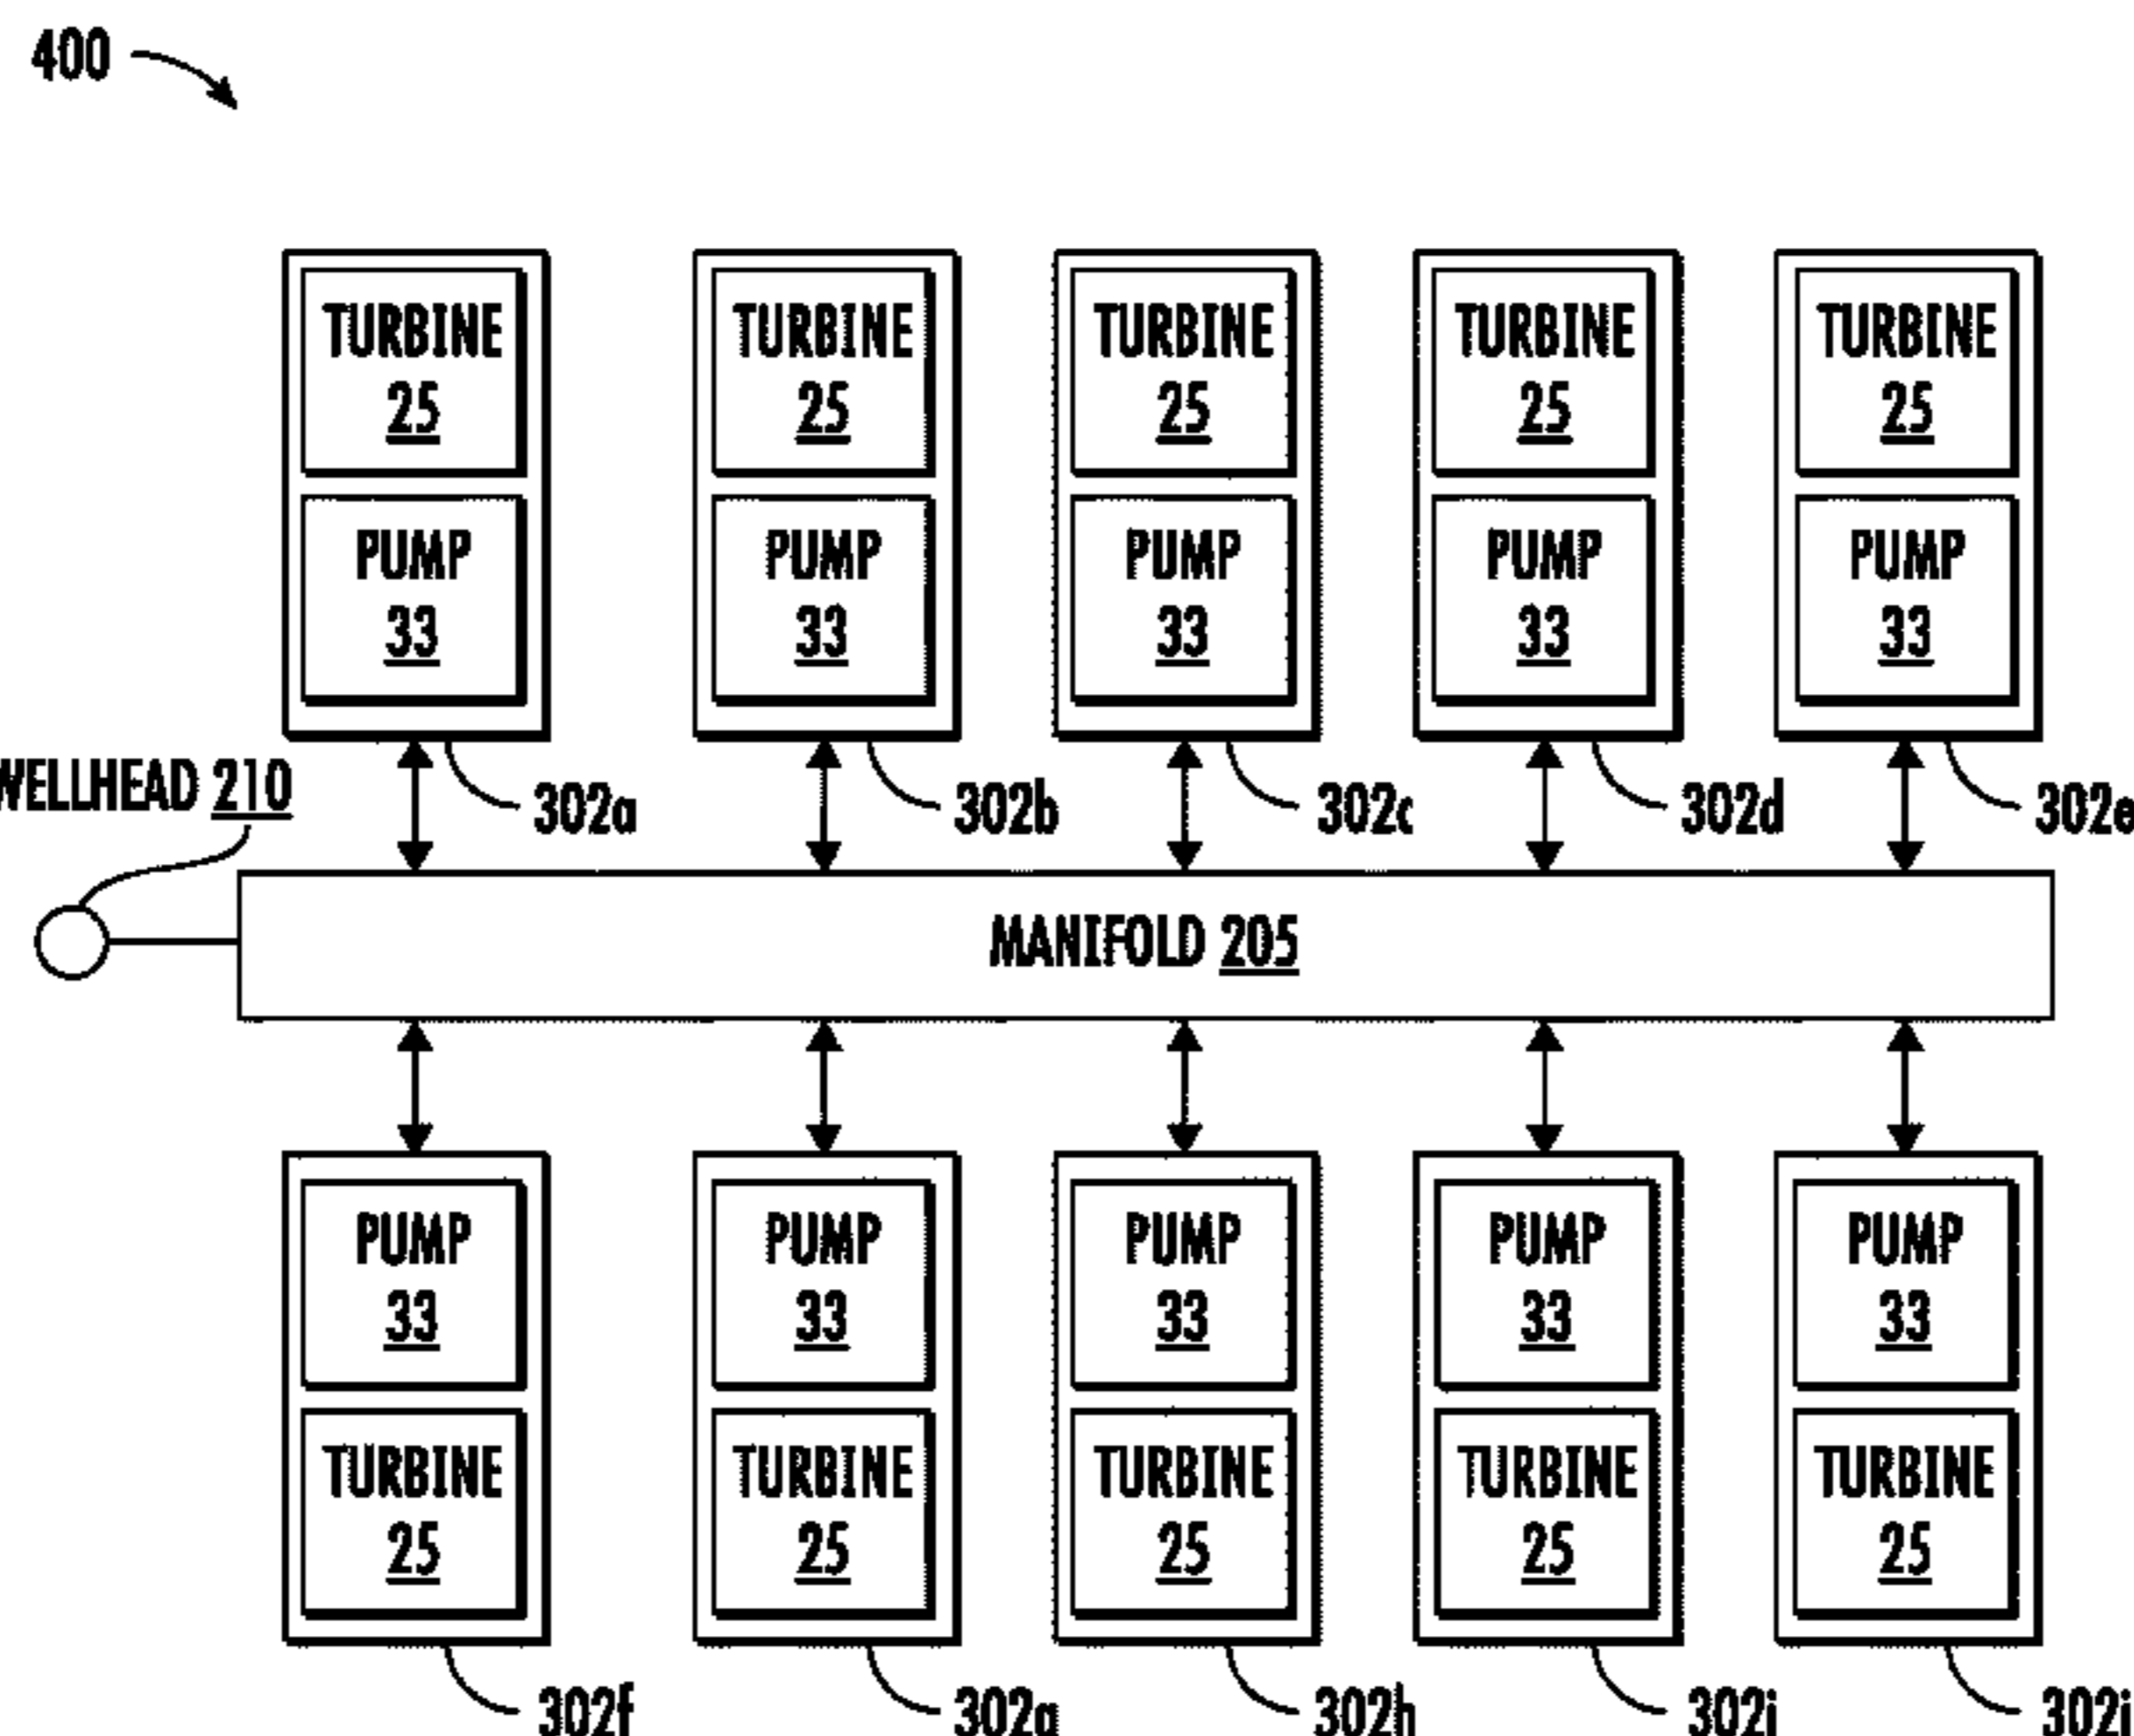 400
TURBINE TURBINE TURBINE TURBINE TURBINE
25 25 25 25 25
PUMP PUMP PUMP PUMP PUMP
33 33 33 33 33
WELLHEAD 210
302a 302b 302c 302d 302e
MANIFOLD 205
PUMP PUMP PUMP PUMP PUMP
33 33 33 33 33
TURBINE TURBINE TURBINE TURBINE TURBINE
25 25 25 25 25
302f 302g 302h 302i 302j